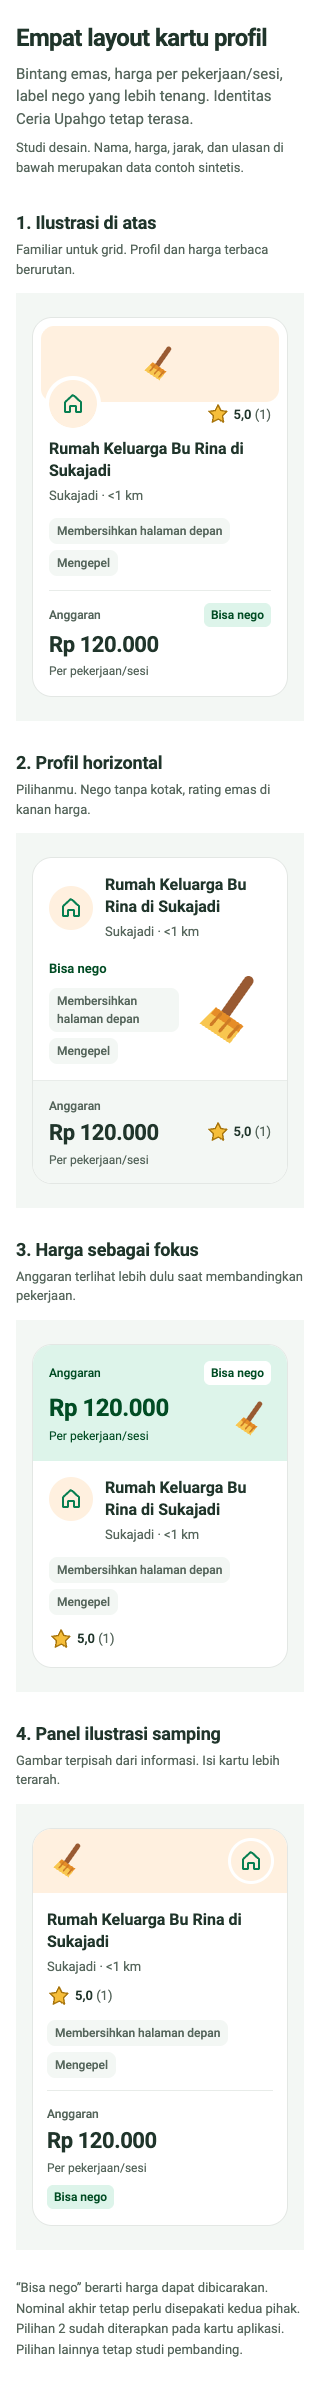 Empat layout kartu profil
Bintang emas, harga per pekerjaan/sesi,
label nego yang lebih tenang. Identitas
Ceria Upahgo tetap terasa.
Studi desain. Nama, harga, jarak, dan ulasan di
bawah merupakan data contoh sintetis.
1. Ilustrasi di atas
Familiar untuk grid. Profil dan harga terbaca
berurutan.
5,0 (1)
Rumah Keluarga Bu Rina di
Sukajadi
Sukajadi · <1 km
Membersihkan halaman depan
Mengepel
Anggaran
Bisa nego
Rp 120.000
Per pekerjaan/sesi
2. Profil horizontal
Pilihanmu. Nego tanpa kotak, rating emas di
kanan harga.
Rumah Keluarga Bu
Rina di Sukajadi
Sukajadi · <1 km
Bisa nego
Membersihkan
halaman depan
Mengepel
Anggaran
Rp 120.000
5,0 (1)
Per pekerjaan/sesi
3. Harga sebagai fokus
Anggaran terlihat lebih dulu saat membandingkan
pekerjaan.
Anggaran
Bisa nego
Rp 120.000
Per pekerjaan/sesi
Rumah Keluarga Bu
Rina di Sukajadi
Sukajadi · <1 km
Membersihkan halaman depan
Mengepel
5,0 (1)
4. Panel ilustrasi samping
Gambar terpisah dari informasi. Isi kartu lebih
terarah.
Rumah Keluarga Bu Rina di
Sukajadi
Sukajadi · <1 km
5,0 (1)
Membersihkan halaman depan
Mengepel
Anggaran
Rp 120.000
Per pekerjaan/sesi
Bisa nego
“Bisa nego” berarti harga dapat dibicarakan.
Nominal akhir tetap perlu disepakati kedua pihak.
Pilihan 2 sudah diterapkan pada kartu aplikasi.
Pilihan lainnya tetap studi pembanding.